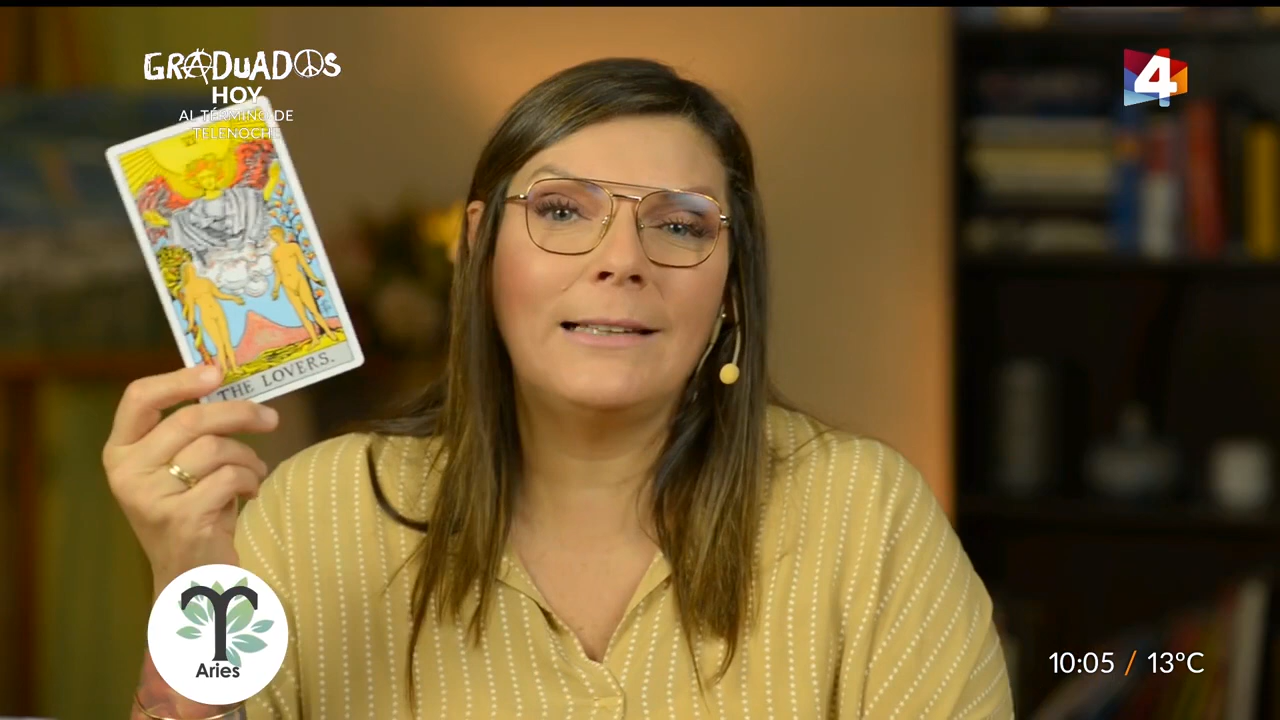 GRADUADOS
HOY
AL TÉRMINO DE
TELENOCHE
4
THE LOVERS.
Aries
10:05 / 13°C